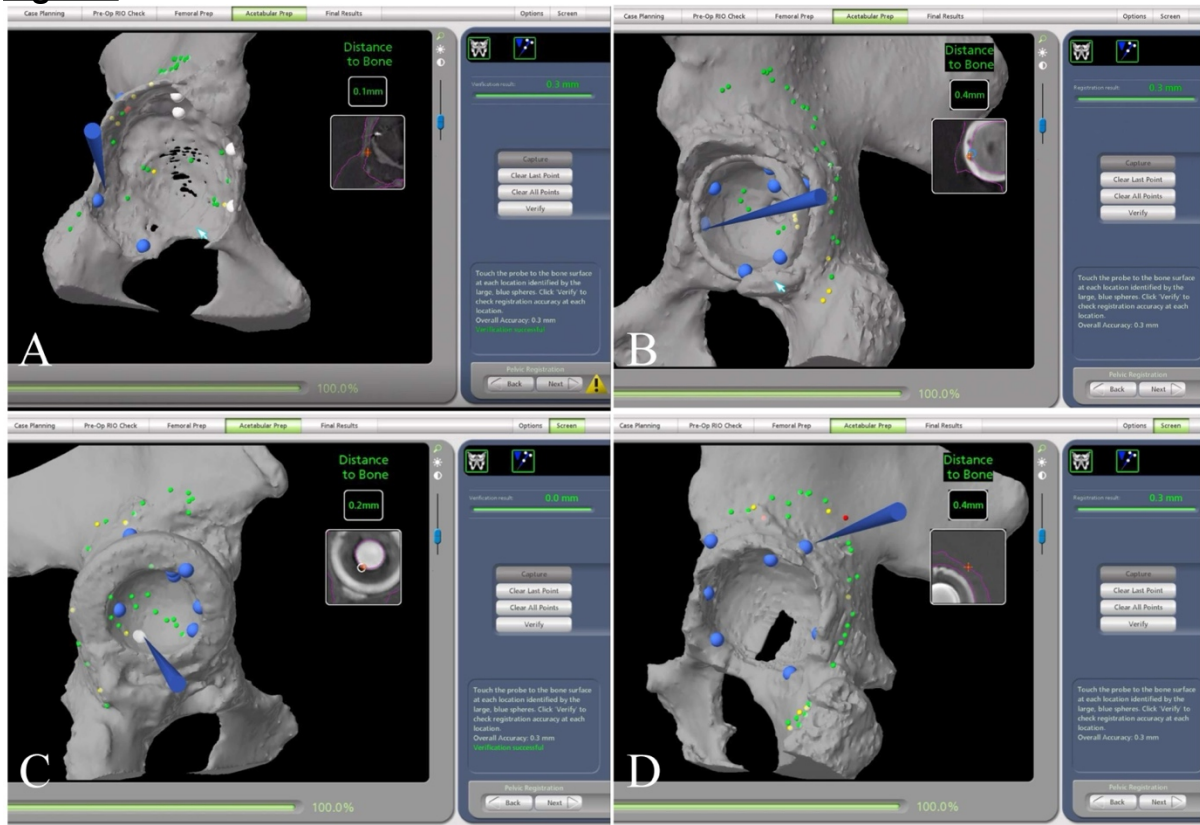 Case Planning Pre-Op RIO Check Femoral Prep Acetabular Prep Final Results Options Screen
Distance
to Bone
0.1mm
Verification result: 0.3 mm
Capture
Clear Last Point
Clear All Points
Verify
Touch the probe to the bone surface
at each location identified by the
large, blue spheres. Click 'Verify' to
check registration accuracy at each
location.
Overall Accuracy: 0.3 mm
Verification successful
Pelvic Registration
Back Next
100.0%
A
Case Planning Pre-Op RIO Check Femoral Prep Acetabular Prep Final Results Options Screen
Distance
to Bone
0.4mm
Registration result: 0.3 mm
Capture
Clear Last Point
Clear All Points
Verify
Touch the probe to the bone surface
at each location identified by the
large, blue spheres. Click 'Verify' to
check registration accuracy at each
location.
Overall Accuracy: 0.3 mm
Pelvic Registration
Back Next
100.0%
B
Case Planning Pre-Op RIO Check Femoral Prep Acetabular Prep Final Results Options Screen
Distance
to Bone
0.2mm
Verification result: 0.0 mm
Capture
Clear Last Point
Clear All Points
Verify
Touch the probe to the bone surface
at each location identified by the
large, blue spheres. Click 'Verify' to
check registration accuracy at each
location.
Overall Accuracy: 0.3 mm
Verification successful
Pelvic Registration
Back Next
100.0%
C
Case Planning Pre-Op RIO Check Femoral Prep Acetabular Prep Final Results Options Screen
Distance
to Bone
0.4mm
Registration result: 0.3 mm
Capture
Clear Last Point
Clear All Points
Verify
Touch the probe to the bone surface
at each location identified by the
large, blue spheres. Click 'Verify' to
check registration accuracy at each
location.
Overall Accuracy: 0.3 mm
Pelvic Registration
Back Next
100.0%
D